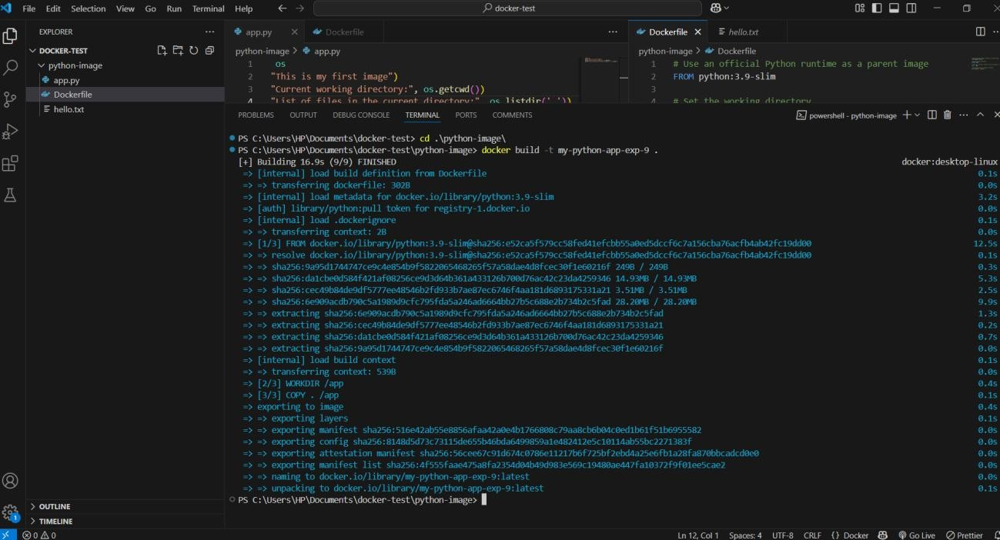 File Edit Selection View Go Run Terminal Help
docker-test
EXPLORER
DOCKER-TEST
python-image
app.py
Dockerfile
hello.txt
OUTLINE
TIMELINE
app.py
Dockerfile
python-image > app.py
1 os
2 "This is my first image")
3 "Current working directory:", os.getcwd())
4 "List of files in the current directory:", os.listdir('.'))
Dockerfile
hello.txt
python-image > Dockerfile
1 # Use an official Python runtime as a parent image
2 FROM python:3.9-slim
3
4 # Set the working directory
PROBLEMS OUTPUT DEBUG CONSOLE TERMINAL PORTS COMMENTS
powershell - python-image
PS C:\Users\HP\Documents\docker-test> cd .\python-image\
PS C:\Users\HP\Documents\docker-test\python-image> docker build -t my-python-app-exp-9 .
[+] Building 16.9s (9/9) FINISHED docker:desktop-linux
=> [internal] load build definition from Dockerfile 0.1s
=> => transferring dockerfile: 302B 0.0s
=> [internal] load metadata for docker.io/library/python:3.9-slim 3.2s
=> [auth] library/python:pull token for registry-1.docker.io 0.0s
=> [internal] load .dockerignore 0.1s
=> => transferring context: 2B 0.0s
=> [1/3] FROM docker.io/library/python:3.9-slim@sha256:e52ca5f579cc58fed41efcbb55a0ed5dccf6c7a156cba76acfb4ab42fc19dd00 12.5s
=> => resolve docker.io/library/python:3.9-slim@sha256:e52ca5f579cc58fed41efcbb55a0ed5dccf6c7a156cba76acfb4ab42fc19dd00 0.1s
=> => sha256:9a95d1744747ce9c4e854b9f5822065468265f57a58dae4d8fcec30f1e60216f 249B / 249B 0.3s
=> => sha256:da1cbe0d584f421af08256ce9d3d64b361a433126b700d76ac42c23da4259346 14.93MB / 14.93MB 5.3s
=> => sha256:cec49b84de9df5777ee48546b2fd933b7ae87ec6746f4aa181d6893175331a21 3.51MB / 3.51MB 2.5s
=> => sha256:6e909acdb790c5a1989d9cfc795fda5a246ad6664bb27b5c688e2b734b2c5fad 28.20MB / 28.20MB 9.9s
=> => extracting sha256:6e909acdb790c5a1989d9cfc795fda5a246ad6664bb27b5c688e2b734b2c5fad 1.3s
=> => extracting sha256:cec49b84de9df5777ee48546b2fd933b7ae87ec6746f4aa181d6893175331a21 0.2s
=> => extracting sha256:da1cbe0d584f421af08256ce9d3d64b361a433126b700d76ac42c23da4259346 0.7s
=> => extracting sha256:9a95d1744747ce9c4e854b9f5822065468265f57a58dae4d8fcec30f1e60216f 0.0s
=> [internal] load build context 0.1s
=> => transferring context: 539B 0.0s
=> [2/3] WORKDIR /app 0.4s
=> [3/3] COPY . /app 0.1s
=> exporting to image 0.4s
=> => exporting layers 0.1s
=> => exporting manifest sha256:516e42ab55e8856afaa42a0e4b1766808c79aa8cb6b04c0ed1b61f51b6955582 0.0s
=> => exporting config sha256:8148d5d73c73115de655b46bda6499859a1e482412e5c10114ab55bc2271383f 0.0s
=> => exporting attestation manifest sha256:56cee67c91d674c0786e11217b6f725bf2ebd4a25e6fb1a28fa870bbcadcd0e0 0.0s
=> => exporting manifest list sha256:4f555faae475a8fa2354d04b49d983e569c19480ae447fa10372f9f01ee5cae2 0.0s
=> => naming to docker.io/library/my-python-app-exp-9:latest 0.0s
=> => unpacking to docker.io/library/my-python-app-exp-9:latest 0.1s
PS C:\Users\HP\Documents\docker-test\python-image>
1
0 0 Ln 12, Col 1 Spaces: 4 UTF-8 CRLF {} Docker Go Live Prettier